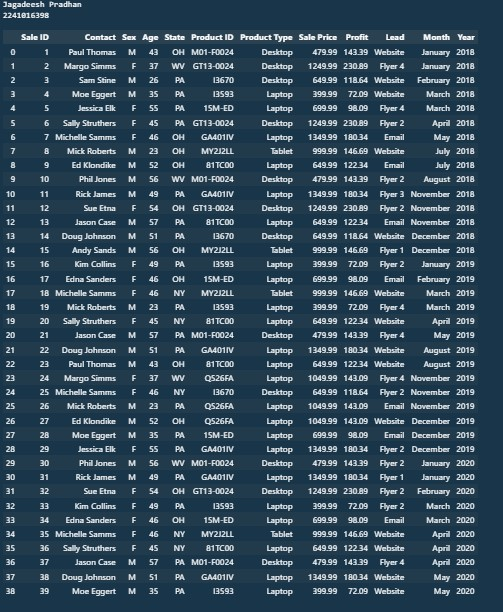 Jagadeesh Pradhan
2241016398
Sale ID Contact Sex Age State Product ID Product Type Sale Price Profit Lead Month Year
0 1 Paul Thomas M 43 OH M01-F0024 Desktop 479.99 143.39 Website January 2018
1 2 Margo Simms F 37 WV GT13-0024 Desktop 1249.99 230.89 Flyer 4 January 2018
2 3 Sam Stine M 26 PA I3670 Desktop 649.99 118.64 Website February 2018
3 4 Moe Eggert M 35 PA I3593 Laptop 399.99 72.09 Website March 2018
4 5 Jessica Elk F 55 PA 15M-ED Laptop 699.99 98.09 Flyer 4 March 2018
5 6 Sally Struthers F 45 PA GT13-0024 Desktop 1249.99 230.89 Flyer 2 April 2018
6 7 Michelle Samms F 46 OH GA401IV Laptop 1349.99 180.34 Email May 2018
7 8 Mick Roberts M 23 OH MY2J2LL Tablet 999.99 146.69 Website July 2018
8 9 Ed Klondike M 52 OH 81TC00 Laptop 649.99 122.34 Email July 2018
9 10 Phil Jones M 56 WV M01-F0024 Desktop 479.99 143.39 Flyer 2 August 2018
10 11 Rick James M 49 PA GA401IV Laptop 1349.99 180.34 Flyer 3 November 2018
11 12 Sue Etna F 54 OH GT13-0024 Desktop 1249.99 230.89 Flyer 2 November 2018
12 13 Jason Case M 57 PA 81TC00 Laptop 649.99 122.34 Email November 2018
13 14 Doug Johnson M 51 PA I3670 Desktop 649.99 118.64 Website December 2018
14 15 Andy Sands M 56 OH MY2J2LL Tablet 999.99 146.69 Flyer 1 December 2018
15 16 Kim Collins F 49 PA I3593 Laptop 399.99 72.09 Flyer 2 January 2019
16 17 Edna Sanders F 46 OH 15M-ED Laptop 699.99 98.09 Email February 2019
17 18 Michelle Samms F 46 NY MY2J2LL Tablet 999.99 146.69 Website March 2019
18 19 Mick Roberts M 23 PA I3593 Laptop 399.99 72.09 Flyer 4 March 2019
19 20 Sally Struthers F 45 NY 81TC00 Laptop 649.99 122.34 Website April 2019
20 21 Jason Case M 57 PA M01-F0024 Desktop 479.99 143.39 Flyer 4 May 2019
21 22 Doug Johnson M 51 PA GA401IV Laptop 1349.99 180.34 Website August 2019
22 23 Paul Thomas M 43 OH 81TC00 Laptop 649.99 122.34 Website August 2019
23 24 Margo Simms F 37 WV Q526FA Laptop 1049.99 143.09 Flyer 4 November 2019
24 25 Michelle Samms F 46 NY I3670 Desktop 649.99 118.64 Flyer 2 November 2019
25 26 Mick Roberts M 23 PA Q526FA Laptop 1049.99 143.09 Email November 2019
26 27 Ed Klondike M 52 OH Q526FA Laptop 1049.99 143.09 Website December 2019
27 28 Moe Eggert M 35 PA 15M-ED Laptop 699.99 98.09 Email December 2019
28 29 Jessica Elk F 55 PA GA401IV Laptop 1349.99 180.34 Flyer 2 December 2019
29 30 Phil Jones M 56 WV M01-F0024 Desktop 479.99 143.39 Flyer 2 January 2020
30 31 Rick James M 49 PA GA401IV Laptop 1349.99 180.34 Flyer 1 January 2020
31 32 Sue Etna F 54 OH GT13-0024 Desktop 1249.99 230.89 Flyer 2 February 2020
32 33 Kim Collins F 49 PA I3593 Laptop 399.99 72.09 Flyer 2 March 2020
33 34 Edna Sanders F 46 OH 15M-ED Laptop 699.99 98.09 Email March 2020
34 35 Michelle Samms F 46 NY MY2J2LL Tablet 999.99 146.69 Website April 2020
35 36 Sally Struthers F 45 NY 81TC00 Laptop 649.99 122.34 Website April 2020
36 37 Jason Case M 57 PA M01-F0024 Desktop 479.99 143.39 Flyer 4 April 2020
37 38 Doug Johnson M 51 PA GA401IV Laptop 1349.99 180.34 Website May 2020
38 39 Moe Eggert M 35 PA I3593 Laptop 399.99 72.09 Website May 2020